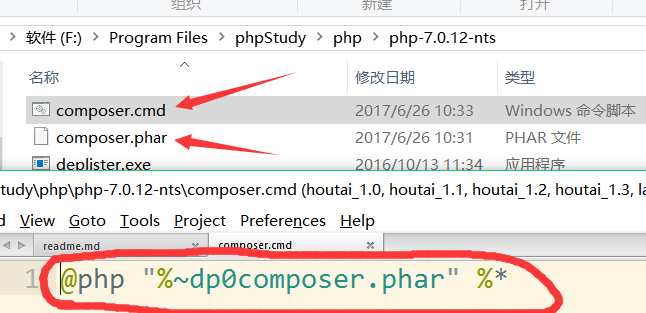 组织
新建
打开
软件 (F:) Program Files phpStudy php php-7.0.12-nts
名称 修改日期 类型
composer.cmd 2017/6/26 10:33 Windows 命令脚本
composer.phar 2017/6/26 10:31 PHAR 文件
deplister.exe 2016/10/13 11:34 应用程序
tudy\php\php-7.0.12-nts\composer.cmd (houtai_1.0, houtai_1.1, houtai_1.2, houtai_1.3, la
d View Goto Tools Project Preferences Help
readme.md composer.cmd
1 @php "%~dp0composer.phar" %*